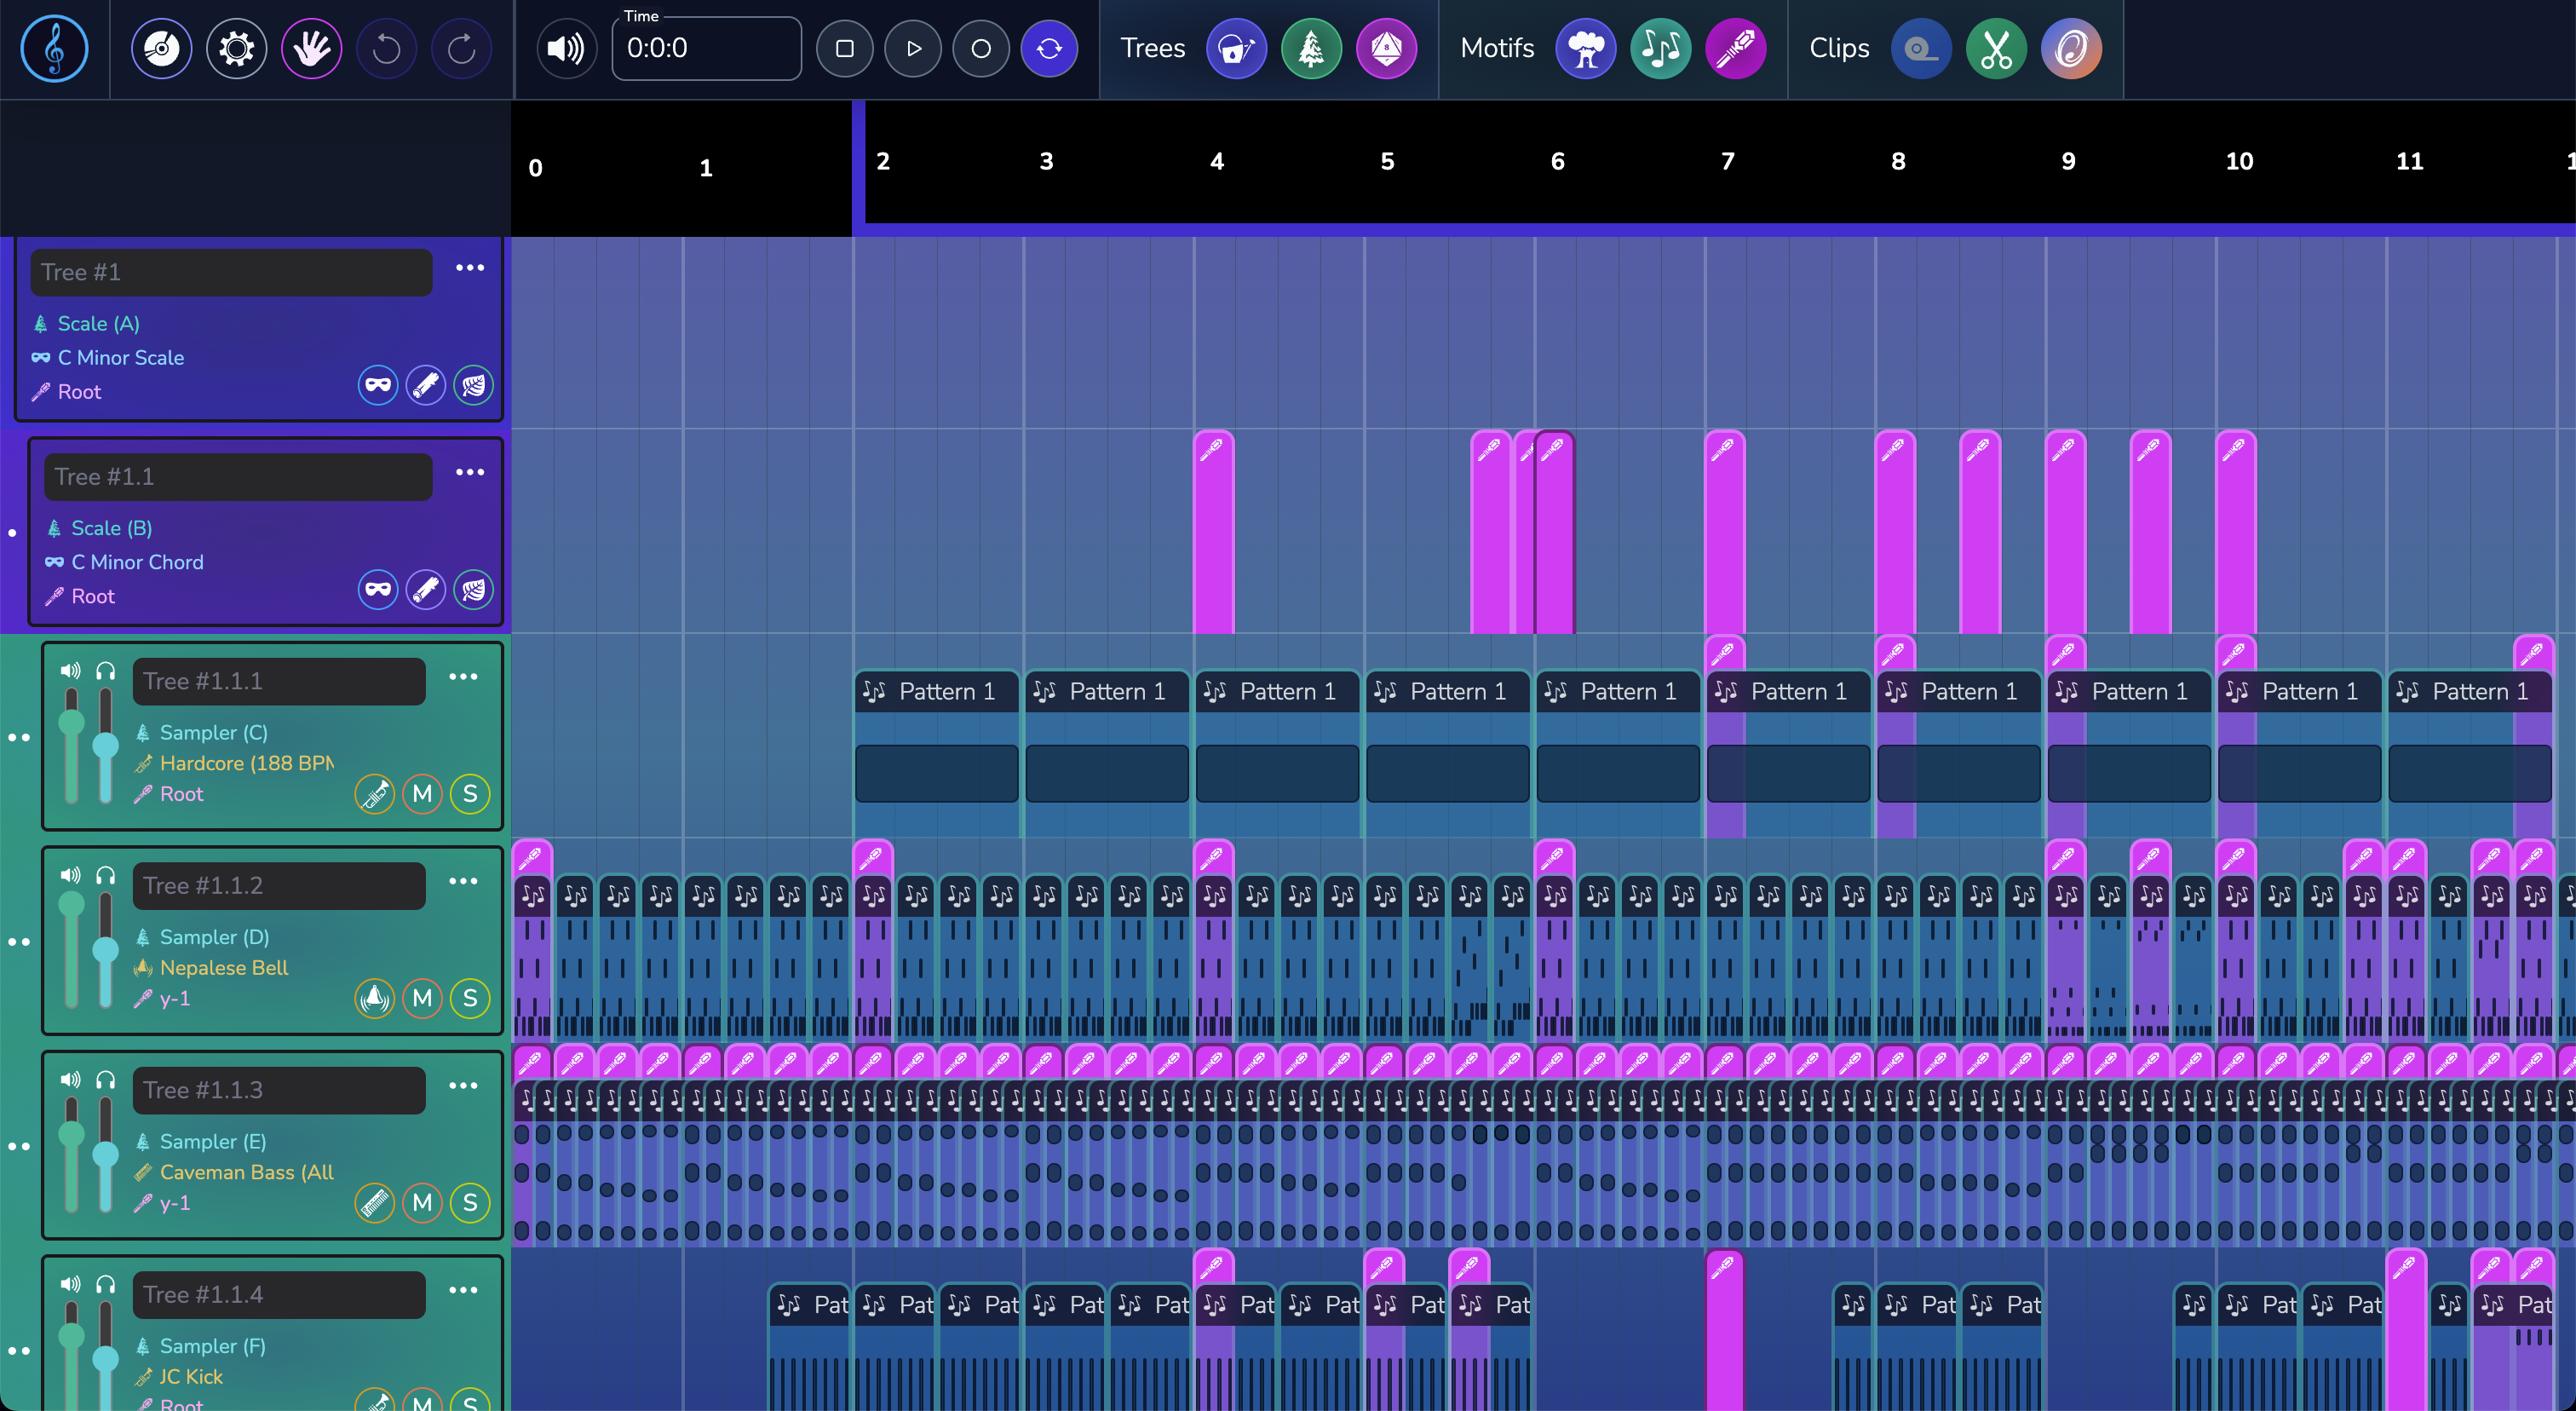 Time
0:0:0
Trees
8
Motifs
Clips
0 1 2 3 4 5 6 7 8 9 10 11
Tree #1
Scale (A)
C Minor Scale
Root
Tree #1.1
Scale (B)
C Minor Chord
Root
Tree #1.1.1
Sampler (C)
Hardcore (188 BPM
Root
M S
Pattern 1 Pattern 1 Pattern 1 Pattern 1 Pattern 1 Pattern 1 Pattern 1 Pattern 1 Pattern 1 Pattern 1
Tree #1.1.2
Sampler (D)
Nepalese Bell
y-1
M S
Tree #1.1.3
Sampler (E)
Caveman Bass (All
y-1
M S
Tree #1.1.4
Sampler (F)
JC Kick
Root
M S
Pat Pat Pat Pat Pat Pat Pat Pat Pat Pat Pat Pat Pat Pat